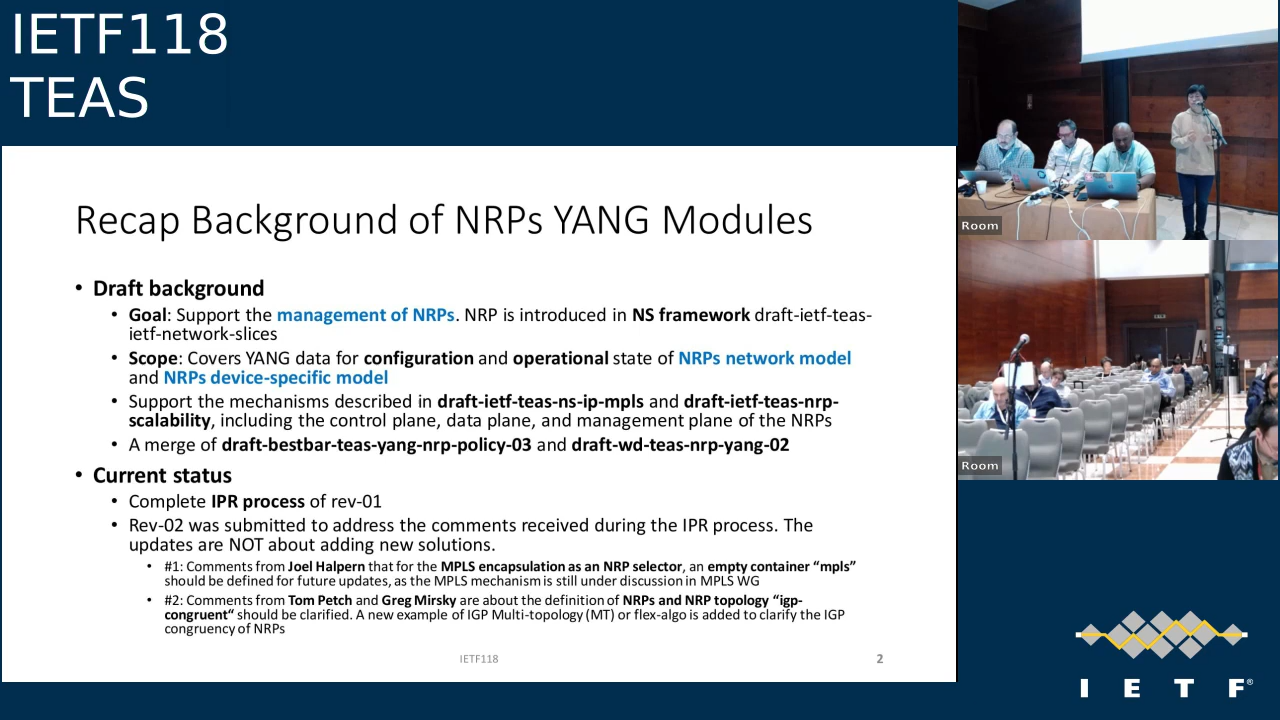 IETF118
TEAS
Recap Background of NRPs YANG Modules
• Draft background
• Goal: Support the management of NRPs. NRP is introduced in NS framework draft-ietf-teas-
ietf-network-slices
• Scope: Covers YANG data for configuration and operational state of NRPs network model
and NRPs device-specific model
• Support the mechanisms described in draft-ietf-teas-ns-ip-mpls and draft-ietf-teas-nrp-
scalability, including the control plane, data plane, and management plane of the NRPs
• A merge of draft-bestbar-teas-yang-nrp-policy-03 and draft-wd-teas-nrp-yang-02
• Current status
• Complete IPR process of rev-01
• Rev-02 was submitted to address the comments received during the IPR process. The
updates are NOT about adding new solutions.
• #1: Comments from Joel Halpern that for the MPLS encapsulation as an NRP selector, an empty container “mpls”
should be defined for future updates, as the MPLS mechanism is still under discussion in MPLS WG
• #2: Comments from Tom Petch and Greg Mirsky are about the definition of NRPs and NRP topology “igp-
congruent“ should be clarified. A new example of IGP Multi-topology (MT) or flex-algo is added to clarify the IGP
congruency of NRPs
IETF118
2
Room
Room
I E T F®